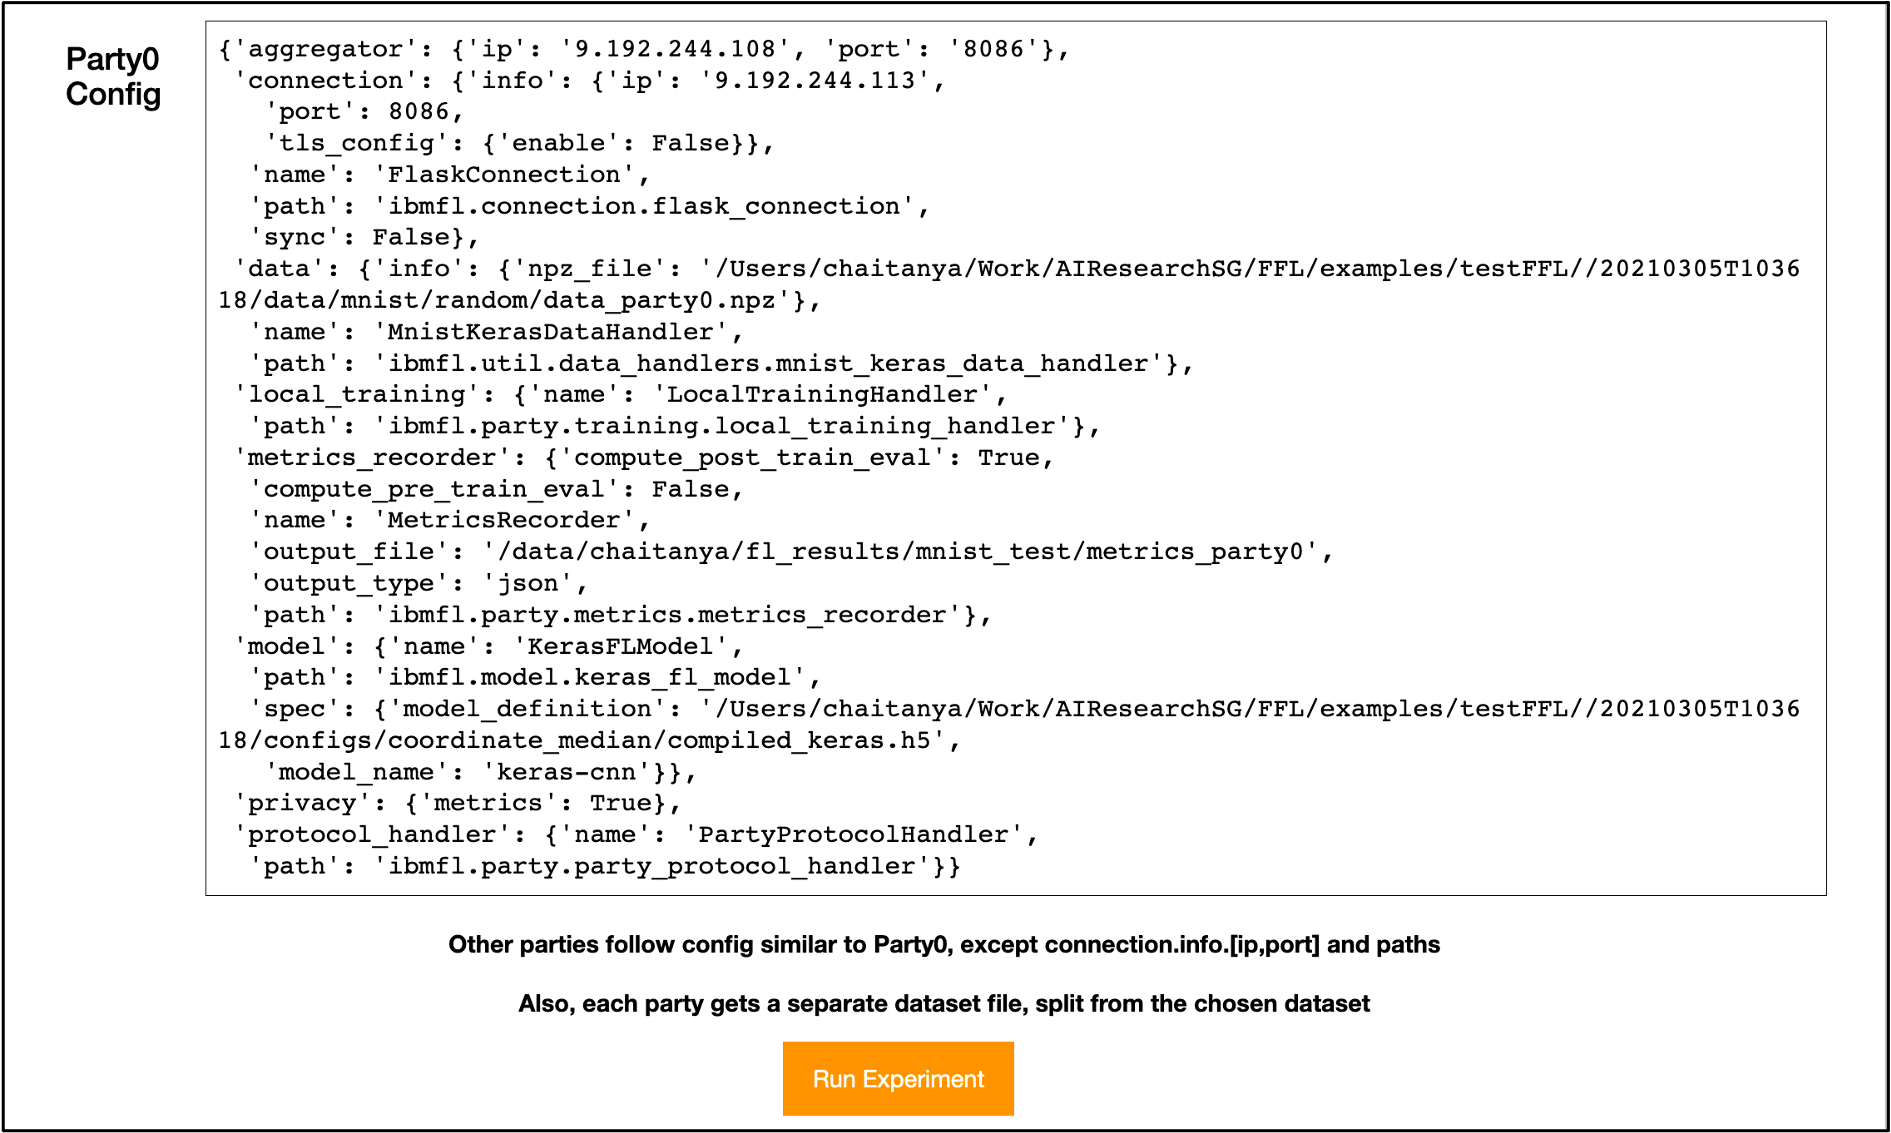 Party0
Config
{'aggregator': {'ip': '9.192.244.108', 'port': '8086'},
 'connection': {'info': {'ip': '9.192.244.113',
   'port': 8086,
   'tls_config': {'enable': False}},
  'name': 'FlaskConnection',
  'path': 'ibmfl.connection.flask_connection',
  'sync': False},
 'data': {'info': {'npz_file': '/Users/chaitanya/Work/AIResearchSG/FFL/examples/testFFL//20210305T1036
18/data/mnist/random/data_party0.npz'},
  'name': 'MnistKerasDataHandler',
  'path': 'ibmfl.util.data_handlers.mnist_keras_data_handler'},
 'local_training': {'name': 'LocalTrainingHandler',
  'path': 'ibmfl.party.training.local_training_handler'},
 'metrics_recorder': {'compute_post_train_eval': True,
  'compute_pre_train_eval': False,
  'name': 'MetricsRecorder',
  'output_file': '/data/chaitanya/fl_results/mnist_test/metrics_party0',
  'output_type': 'json',
  'path': 'ibmfl.party.metrics.metrics_recorder'},
 'model': {'name': 'KerasFLModel',
  'path': 'ibmfl.model.keras_fl_model',
  'spec': {'model_definition': '/Users/chaitanya/Work/AIResearchSG/FFL/examples/testFFL//20210305T1036
18/configs/coordinate_median/compiled_keras.h5',
   'model_name': 'keras-cnn'}},
 'privacy': {'metrics': True},
 'protocol_handler': {'name': 'PartyProtocolHandler',
  'path': 'ibmfl.party.party_protocol_handler'}}
Other parties follow config similar to Party0, except connection.info.[ip,port] and paths
Also, each party gets a separate dataset file, split from the chosen dataset
Run Experiment